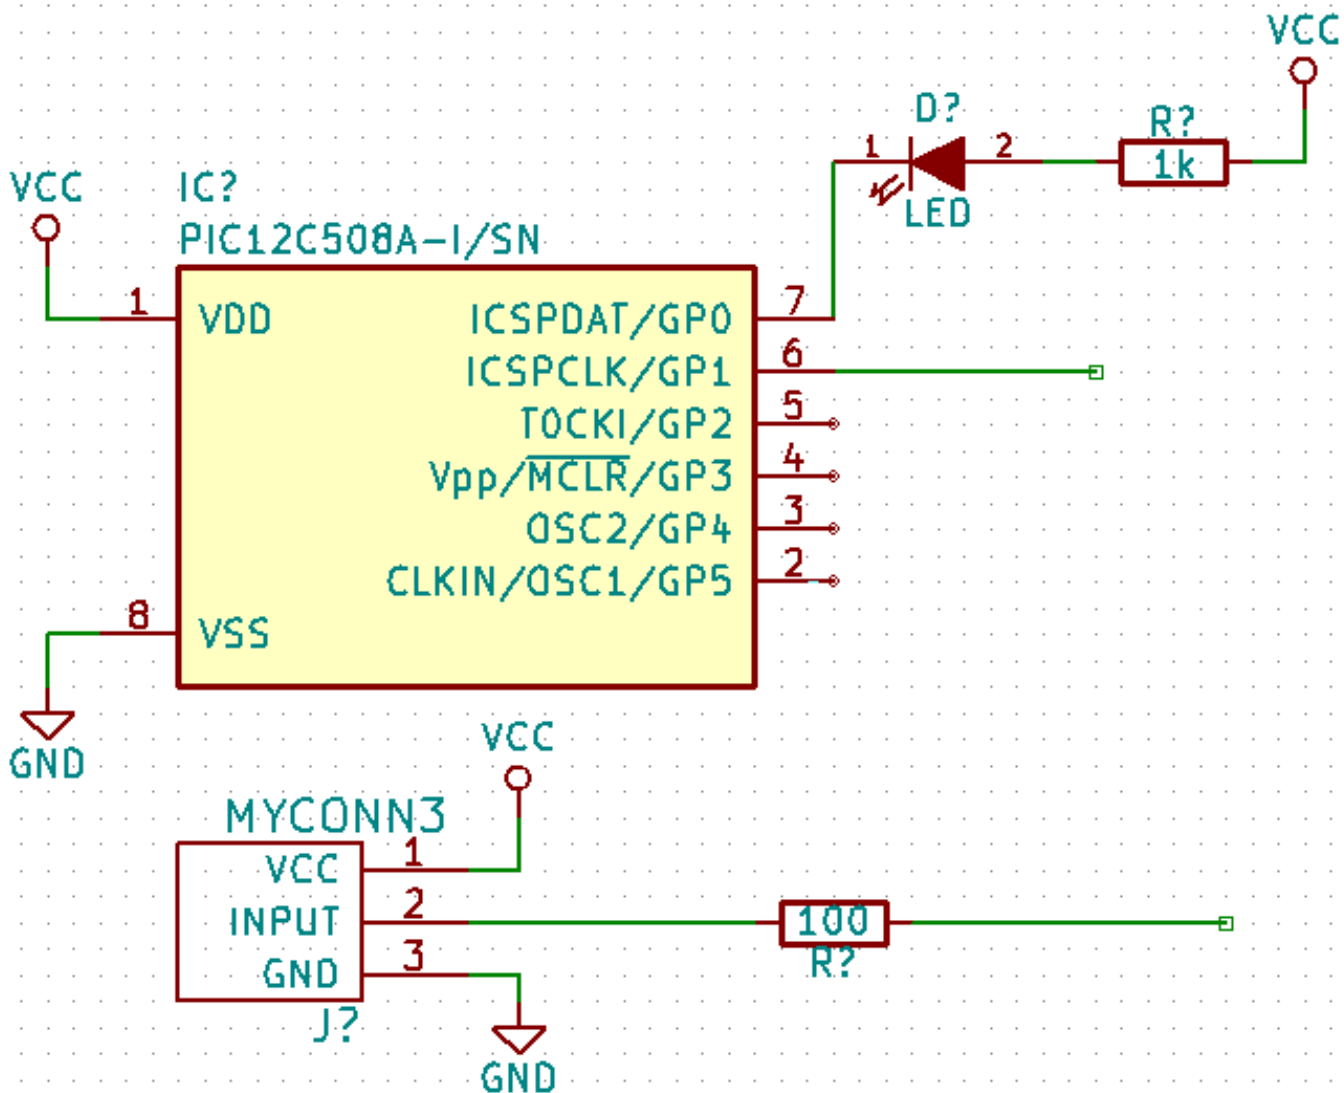 VCC
D?
R?
1 2
1k
VCC
IC?
LED
PIC12C508A-I/SN
1
VDD
ICSPDAT/GP0
7
ICSPCLK/GP1
6
T0CKI/GP2
5
Vpp/MCLR/GP3
4
OSC2/GP4
3
CLKIN/OSC1/GP5
2
8
VSS
GND
VCC
MYCONN3
VCC
1
INPUT
2
100
GND
3
R?
J?
GND